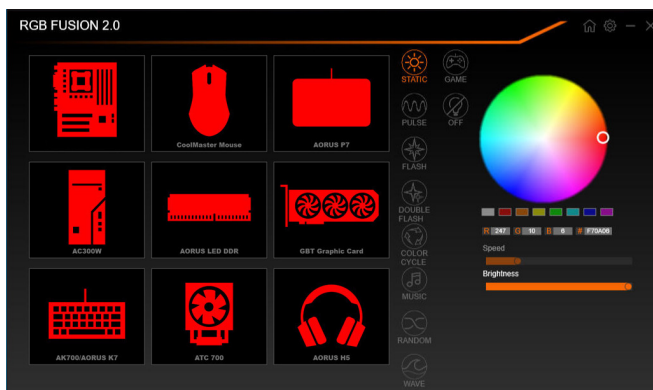 RGB FUSION 2.0
CoolMaster Mouse
AORUS P7
AC300W
AORUS LED DDR
GBT Graphic Card
AK700/AORUS K7
ATC 700
AORUS H5
STATIC
GAME
PULSE
OFF
FLASH
DOUBLE
FLASH
COLOR
CYCLE
MUSIC
RANDOM
WAVE
R 247 G 10 B 6 # F70A06
Speed
Brightness